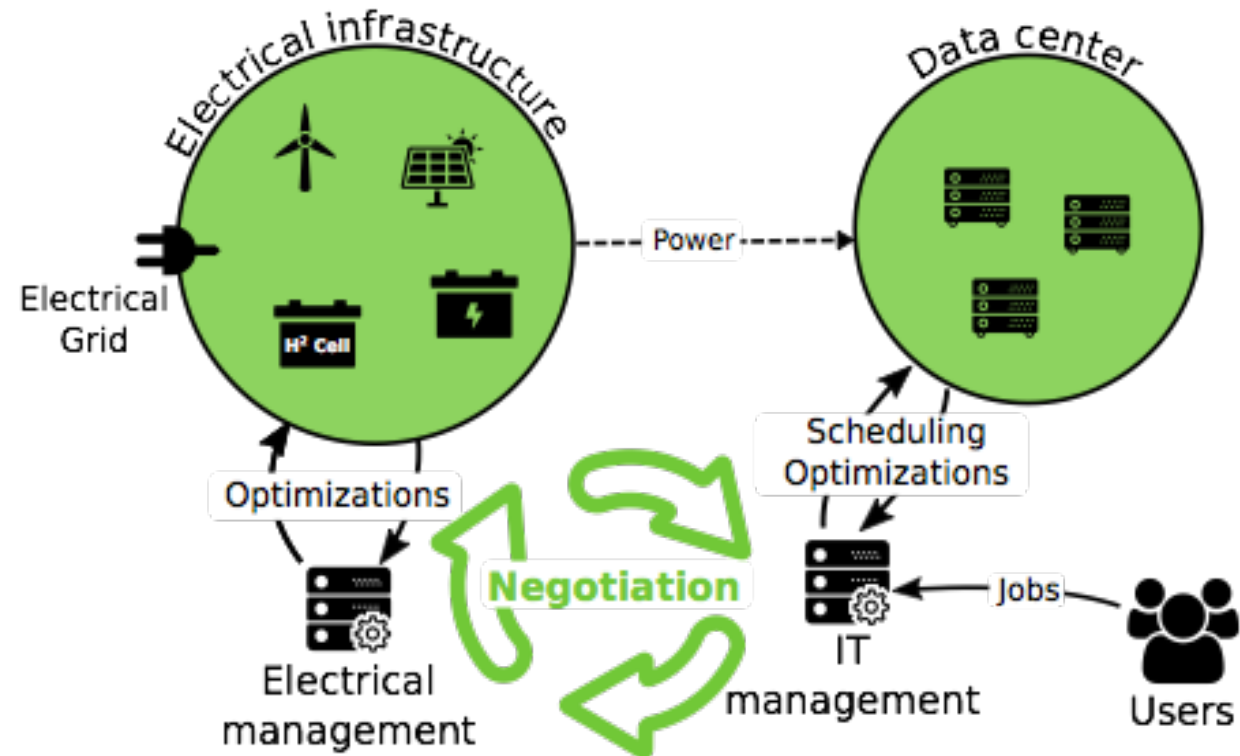 Electrical infrastructure
Data center
Power
Electrical
Grid
H² Cell
Scheduling
Optimizations
Optimizations
Negotiation
Jobs
IT
management
Electrical
management
Users